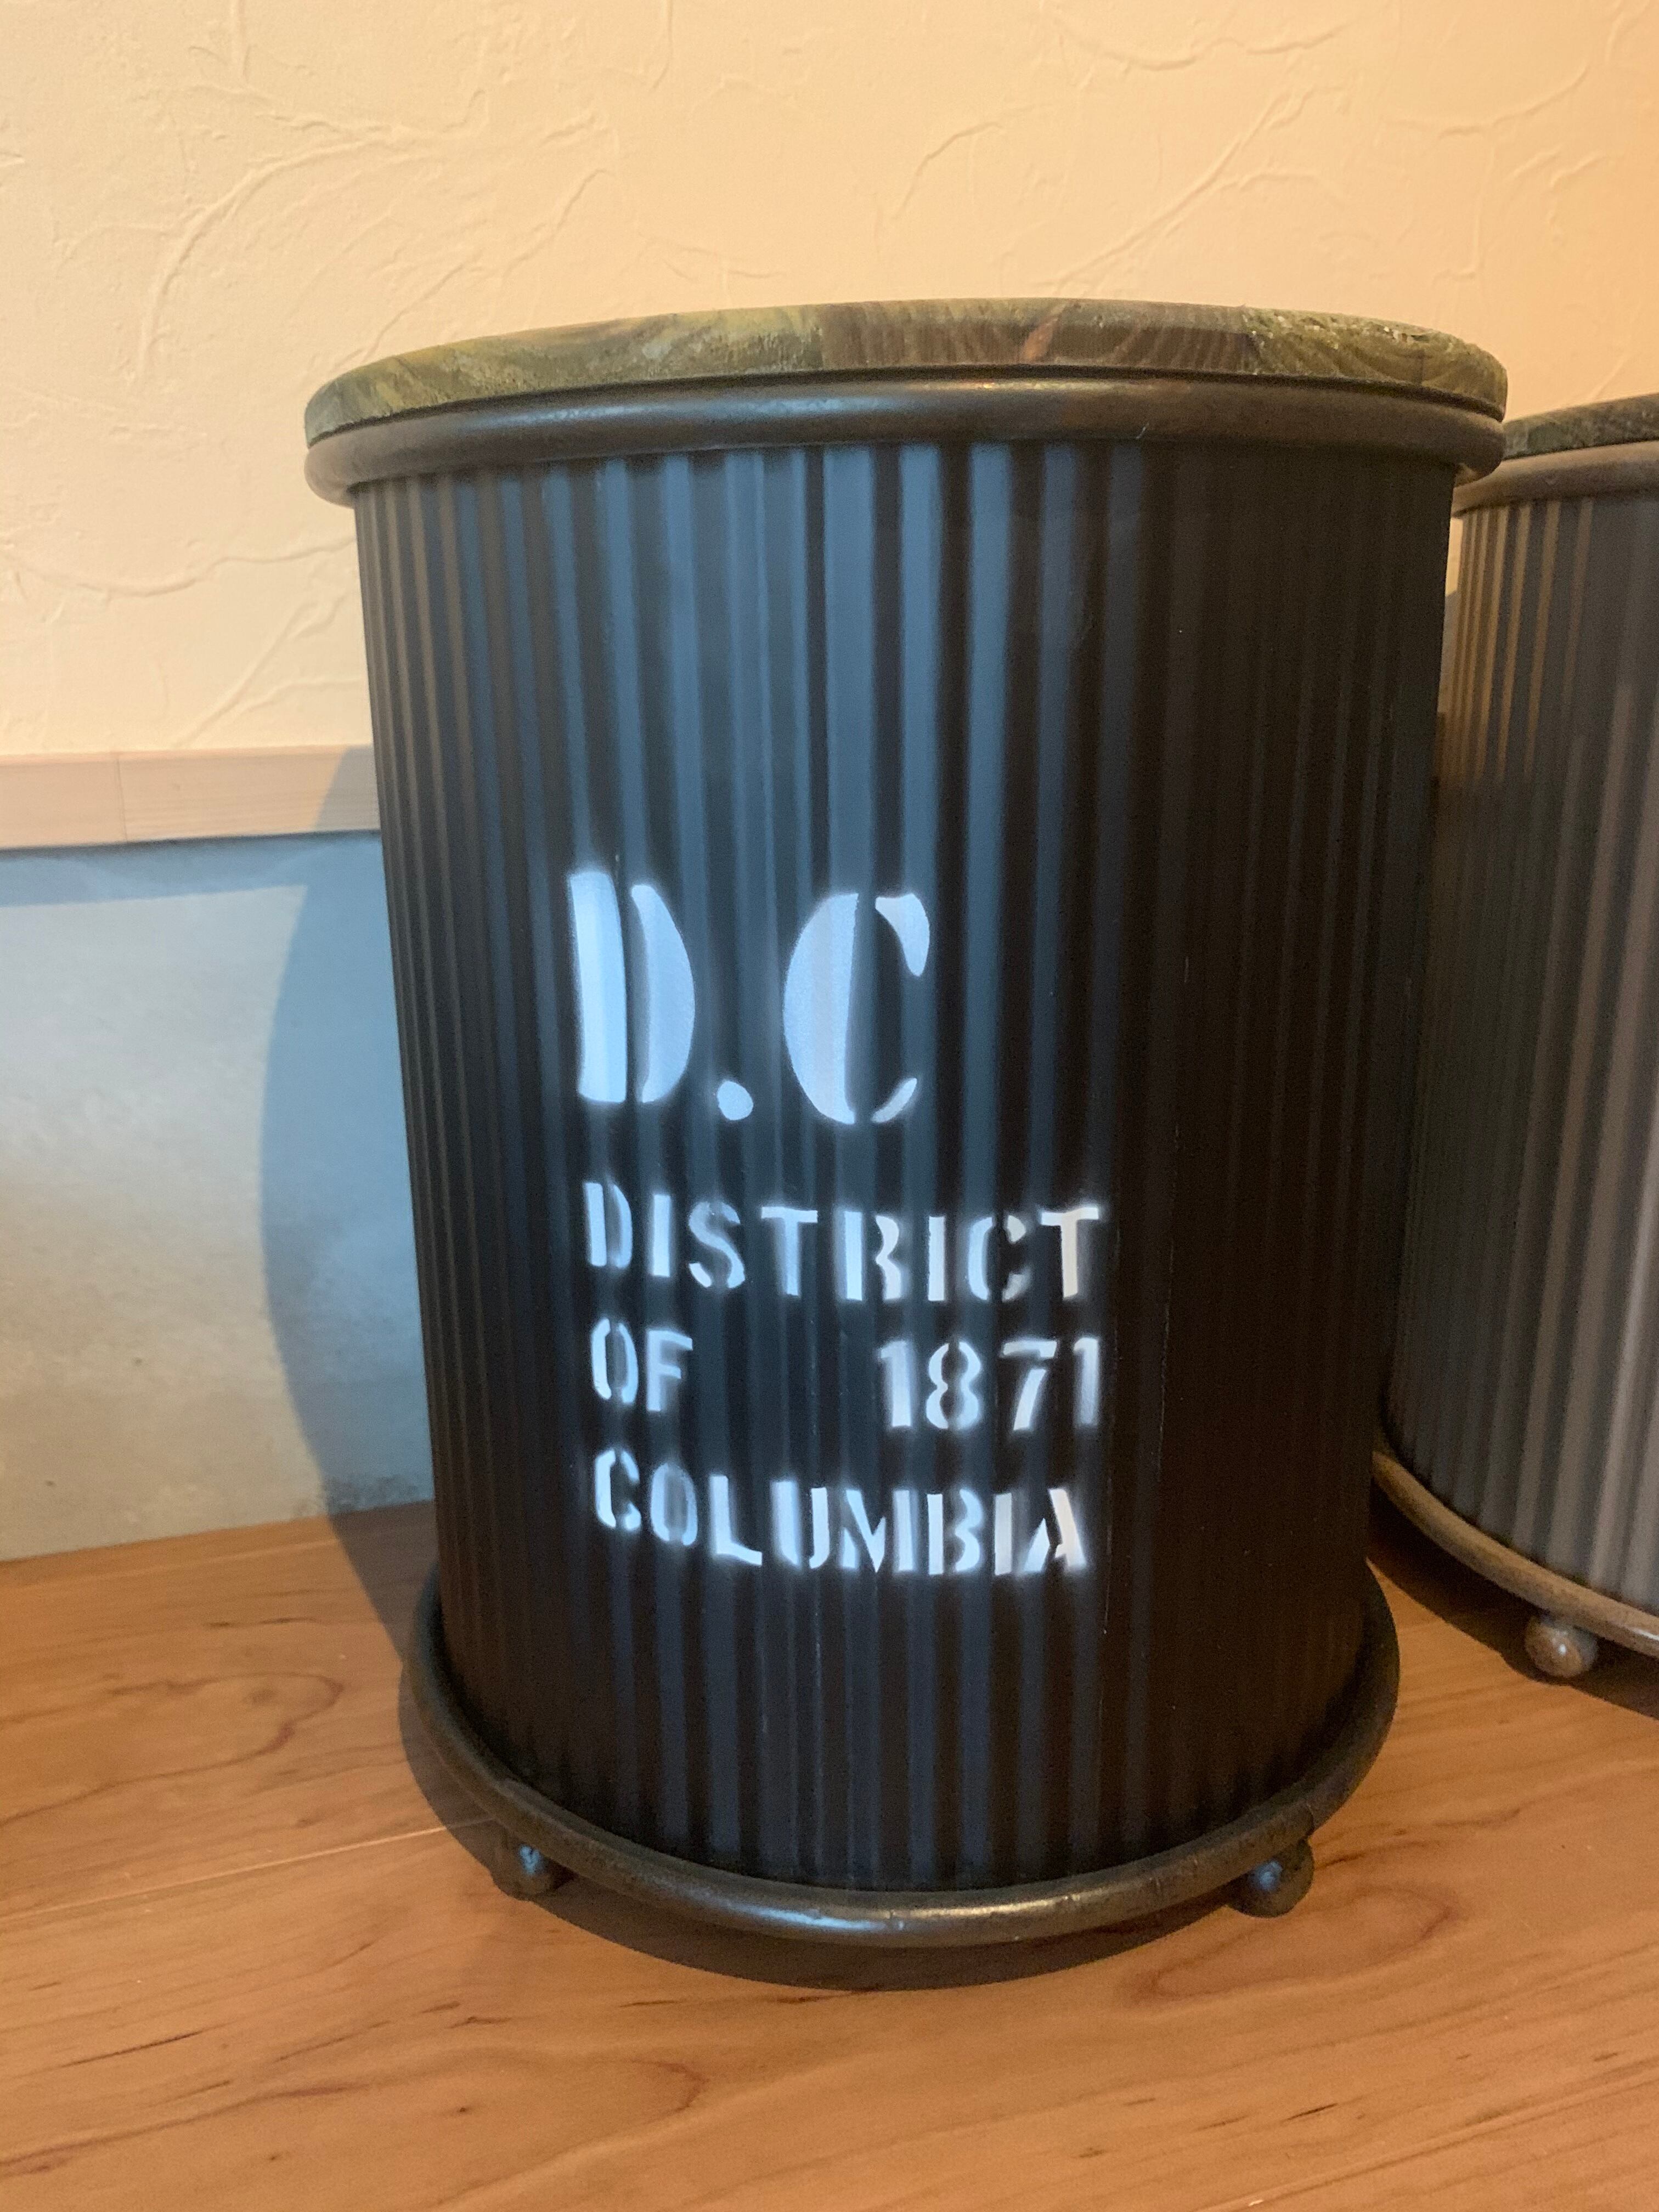 D.C
DISTRICT
OF 1871
COLUMBIA